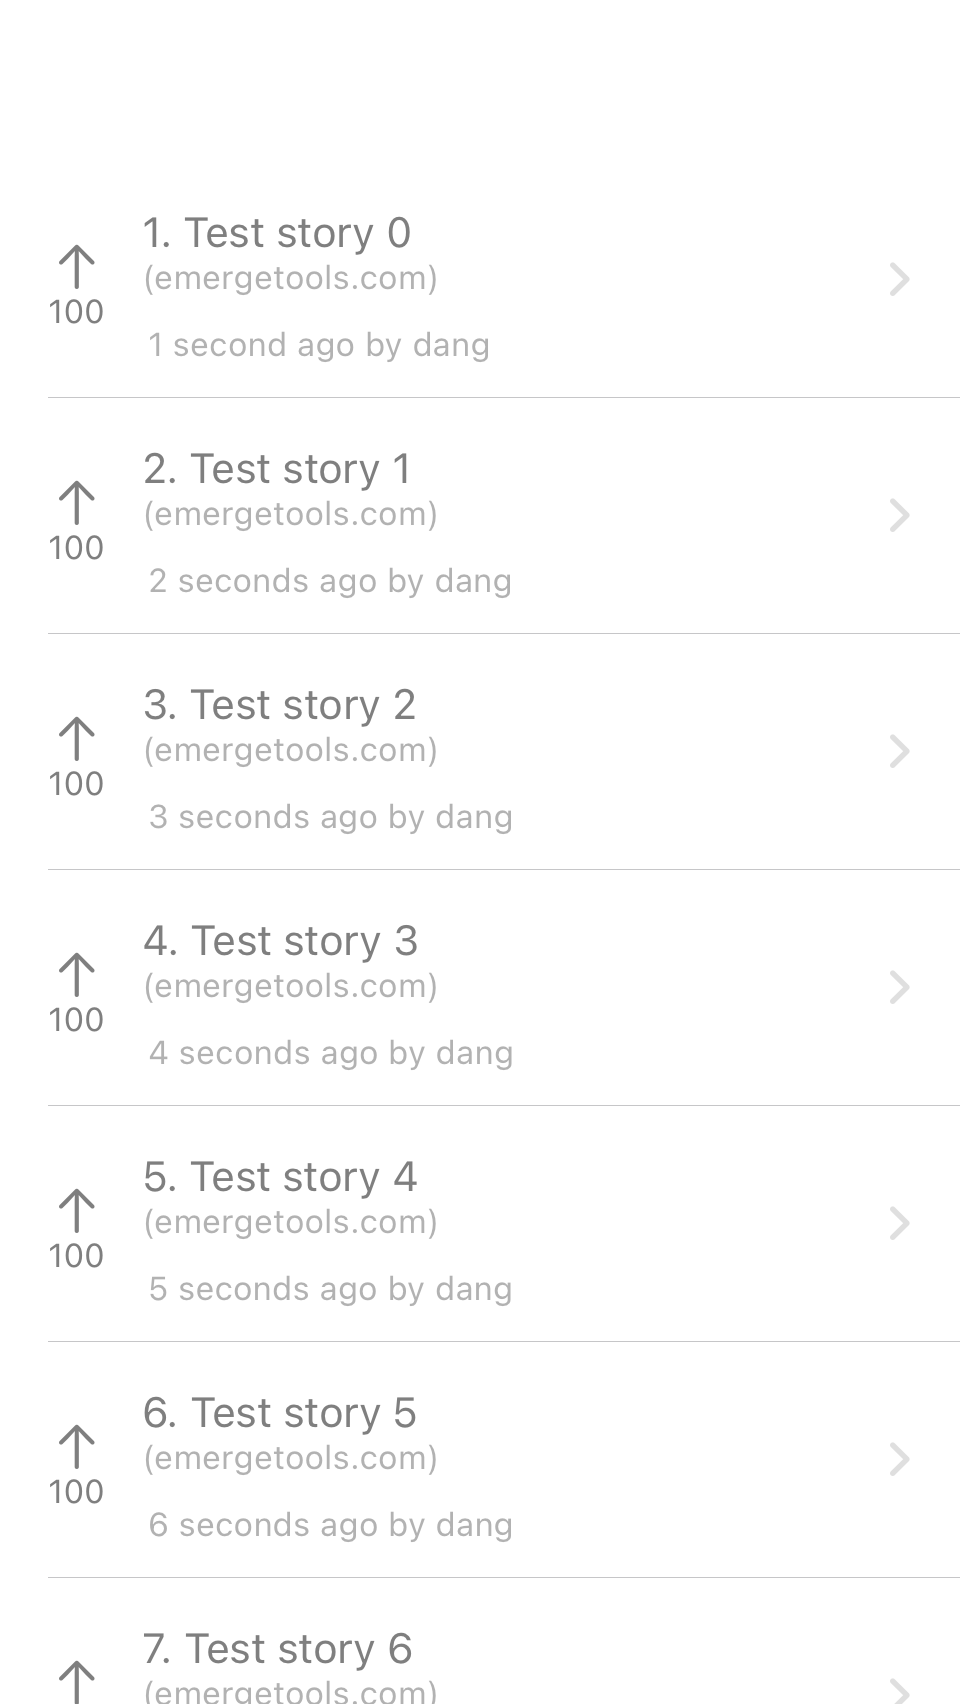 1. Test story 0
(emergetools.com)
100
1 second ago by dang
2. Test story 1
(emergetools.com)
100
2 seconds ago by dang
3. Test story 2
(emergetools.com)
100
3 seconds ago by dang
4. Test story 3
(emergetools.com)
100
4 seconds ago by dang
5. Test story 4
(emergetools.com)
100
5 seconds ago by dang
6. Test story 5
(emergetools.com)
100
6 seconds ago by dang
7. Test story 6
(emergetools.com)